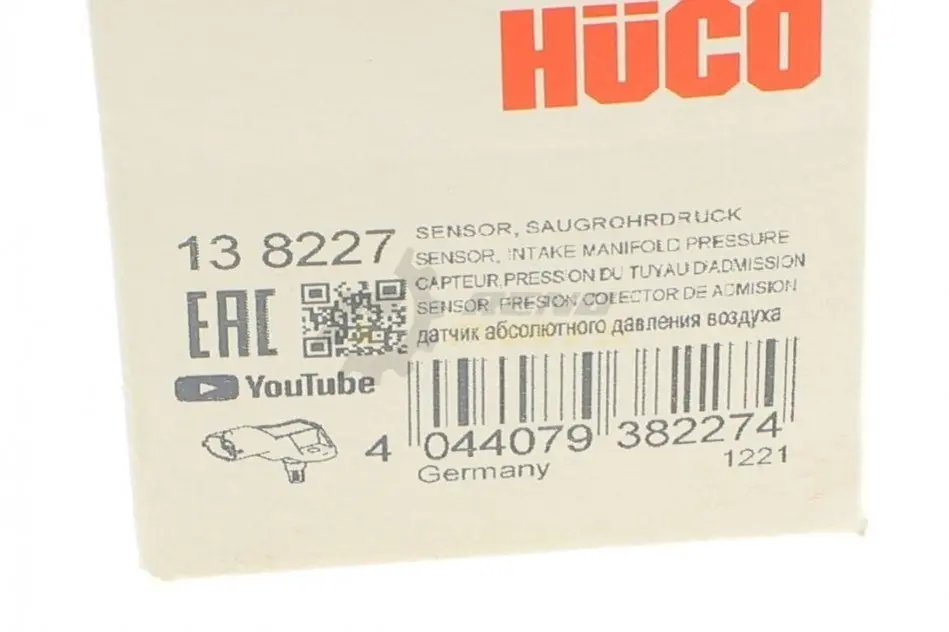 HÜCO
13 8227
SENSOR, SAUGROHRDRUCK
SENSOR, INTAKE MANIFOLD PRESSURE
CAPTEUR,PRESSION DU TUYAU D'ADMISSION
SENSOR, PRESION COLECTOR DE ADMISION
датчик абсолютного давления воздуха
EAC
YouTube
4 044079 382274
Germany
1221